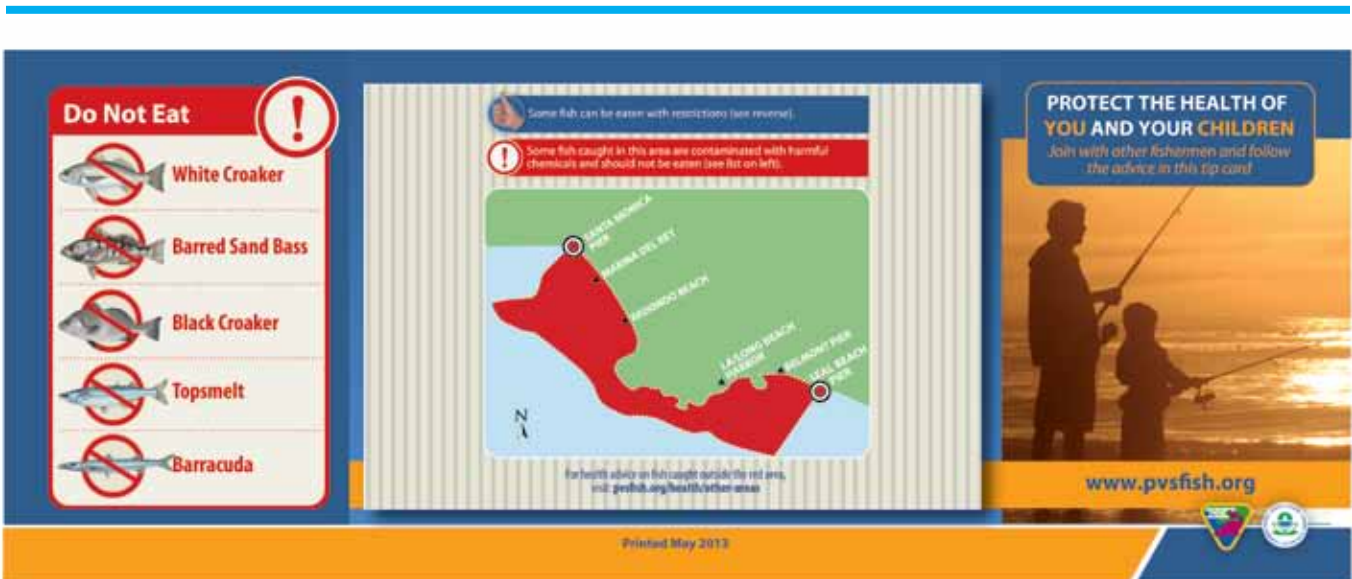 Do Not Eat
!
White Croaker
Barred Sand Bass
Black Croaker
Topsmelt
Barracuda
Some fish can be eaten with restrictions (see reverse).
!
Some fish caught in this area are contaminated with harmful
chemicals and should not be eaten (see list on left).
SANTA MONICA
PIER
MARINA DEL REY
REDONDO BEACH
LA/LONG BEACH
HARBOR
BELMONT PIER
SEAL BEACH
PIER
N
For health advice on fish caught outside the red area,
visit: pvsfish.org/health/other-areas
PROTECT THE HEALTH OF
YOU AND YOUR CHILDREN
Join with other fishermen and follow
the advice in this tip card
www.pvsfish.org
Printed May 2013